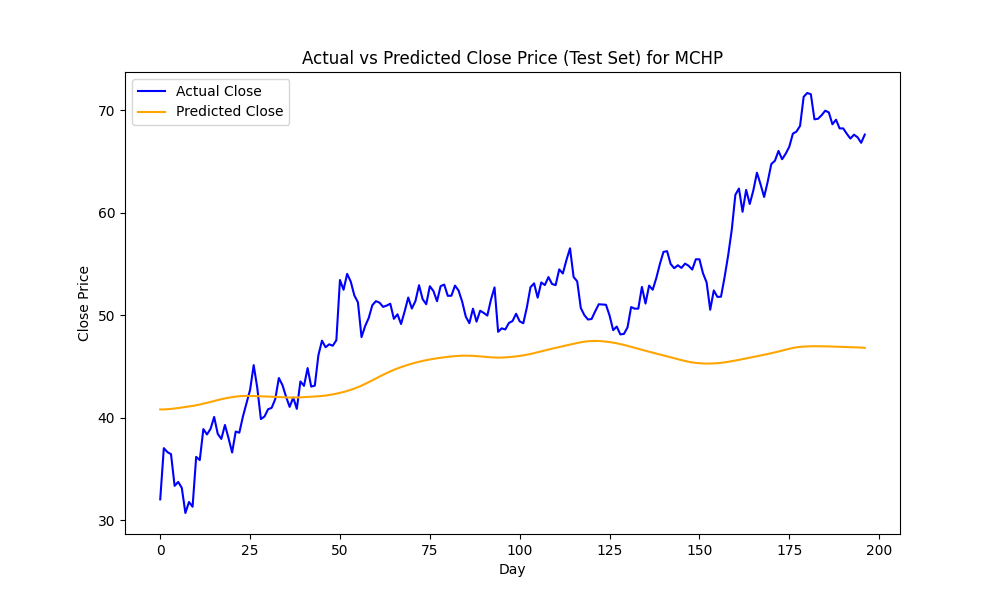 Actual vs Predicted Close Price (Test Set) for MCHP
Actual Close
Predicted Close
Close Price
70
60
50
40
30
0 25 50 75 100 125 150 175 200
Day